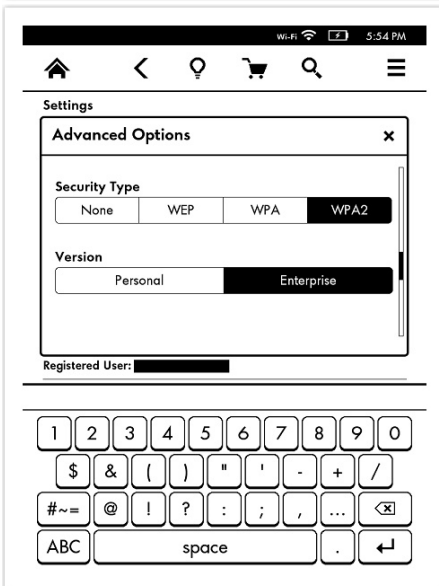 Wi-Fi 5:54 PM
Settings
Advanced Options ×
Security Type
None WEP WPA WPA2
Version
Personal Enterprise
Registered User:
1 2 3 4 5 6 7 8 9 0
$ & ( ) " ' - + /
#~= @ ! ? : ; , ...
ABC space .